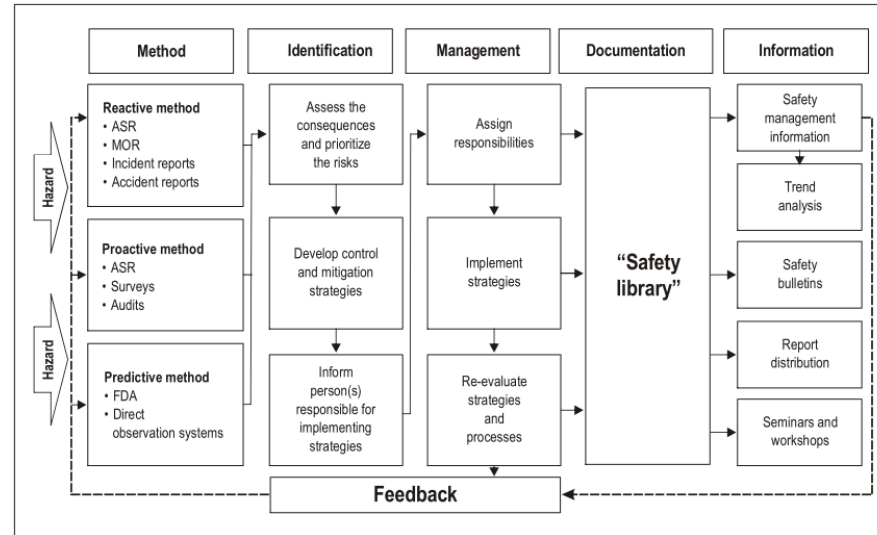 Method
Identification
Management
Documentation
Information
Hazard
Hazard
Reactive method
• ASR
• MOR
• Incident reports
• Accident reports
Proactive method
• ASR
• Surveys
• Audits
Predictive method
• FDA
• Direct
observation systems
Assess the
consequences
and prioritize
the risks
Develop control
and mitigation
strategies
Inform
person(s)
responsible for
implementing
strategies
Assign
responsibilities
Implement
strategies
Re-evaluate
strategies
and
processes
“Safety
library”
Safety
management
information
Trend
analysis
Safety
bulletins
Report
distribution
Seminars and
workshops
Feedback